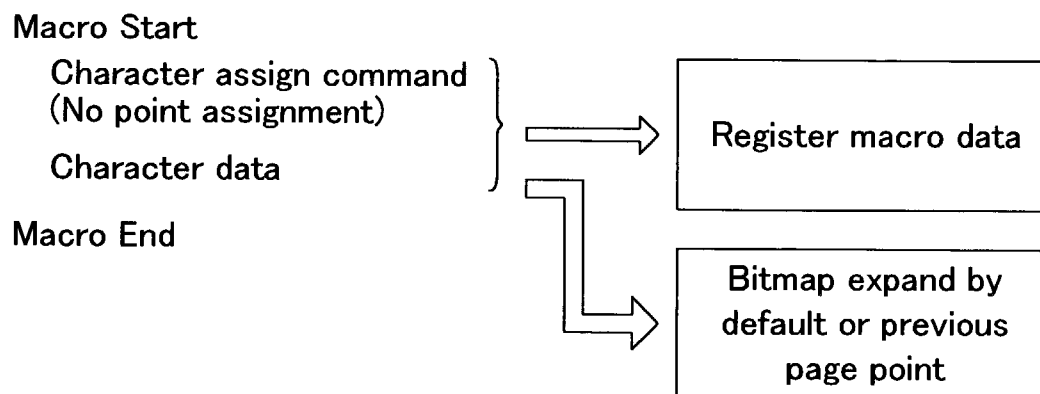 Macro Start
Character assign command
(No point assignment)
Character data
Macro End
Register macro data
Bitmap expand by
default or previous
page point